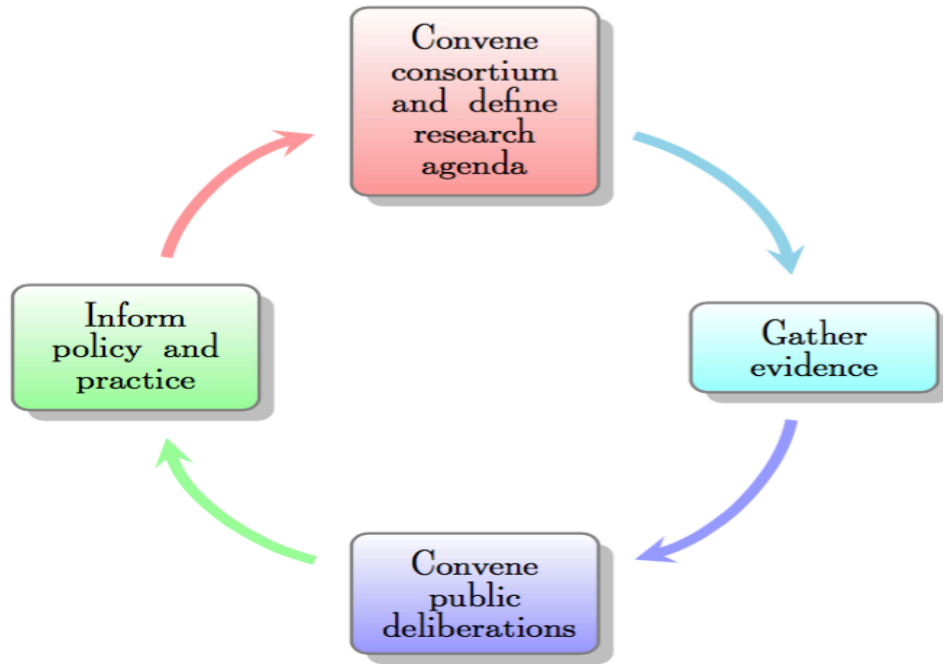 Convene
consortium
and define
research
agenda
Gather
evidence
Convene
public
deliberations
Inform
policy and
practice